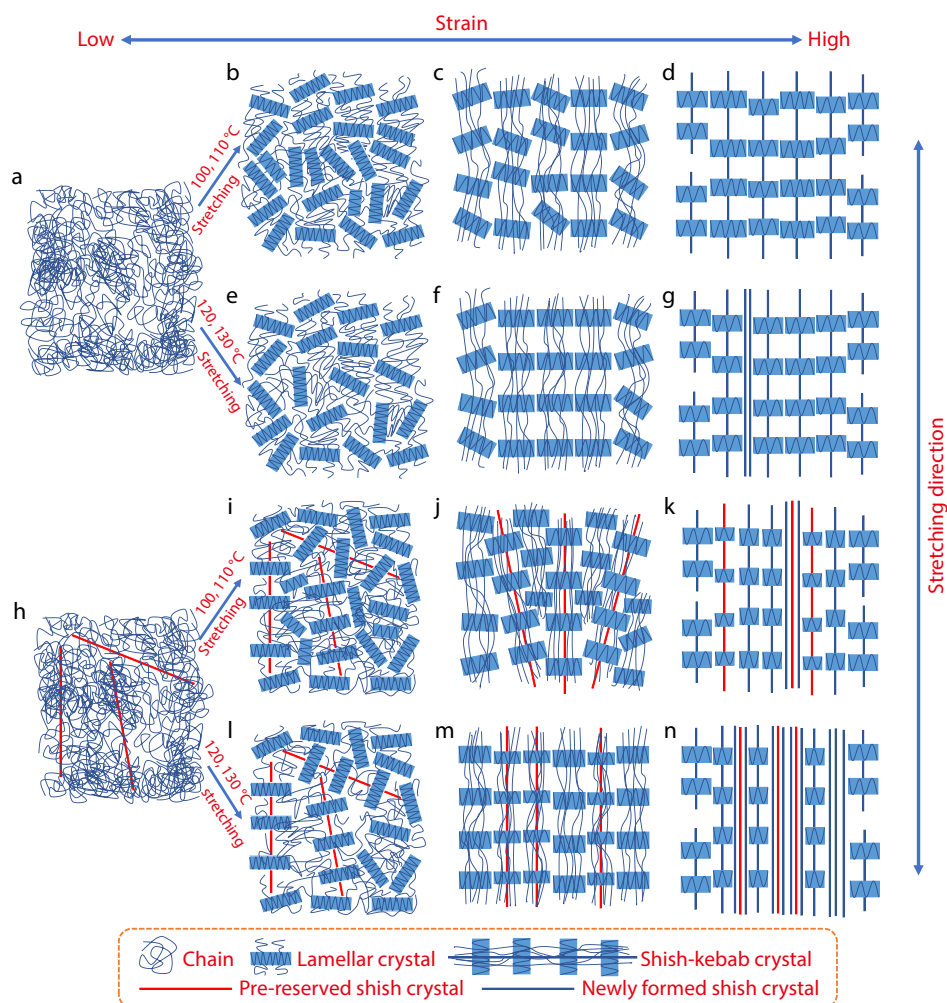 Strain
Low
High
b
c
d
a
100, 110 °C
Stretching
e
f
g
120, 130 °C
Stretching
Stretching direction
i
j
k
h
100, 110 °C
Stretching
l
m
n
120, 130 °C
stretching
Chain
Lamellar crystal
Shish-kebab crystal
Pre-reserved shish crystal
Newly formed shish crystal